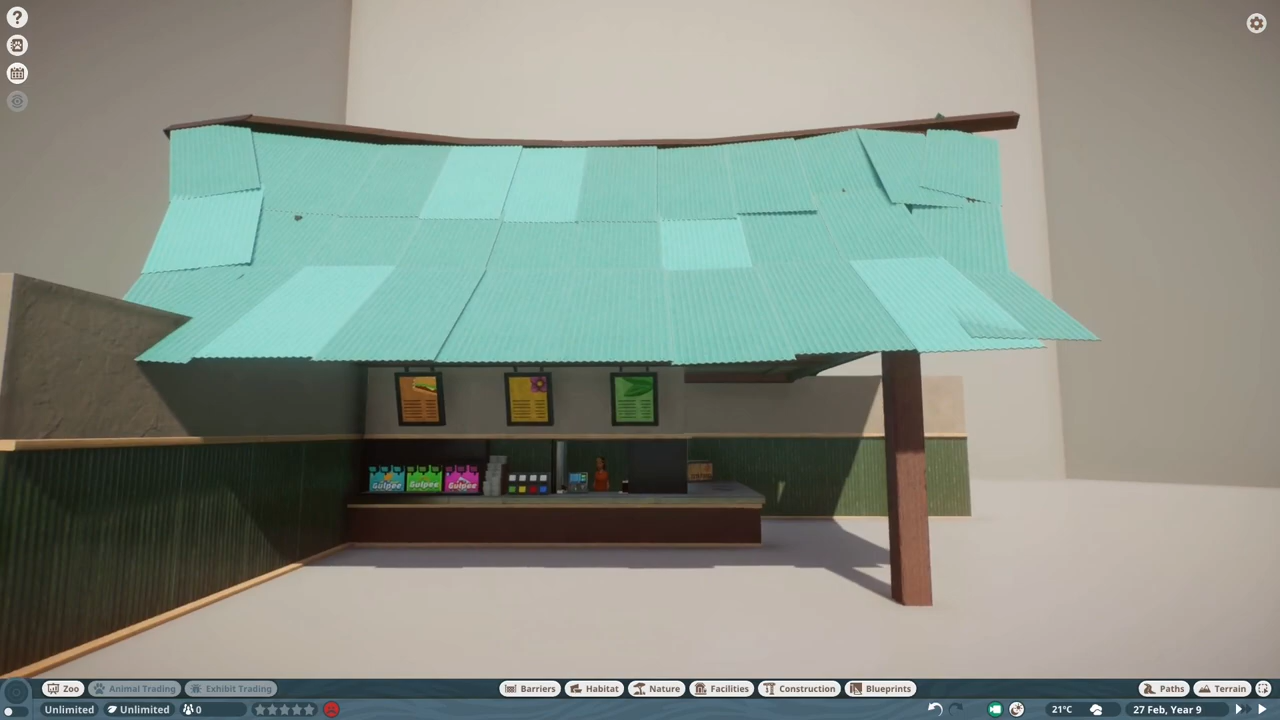 ?
Gulpee Gulpee Gulpee
Zoo Animal Trading Exhibit Trading Barriers Habitat Nature Facilities Construction Blueprints Paths Terrain
Unlimited Unlimited 0 21°C 27 Feb, Year 9